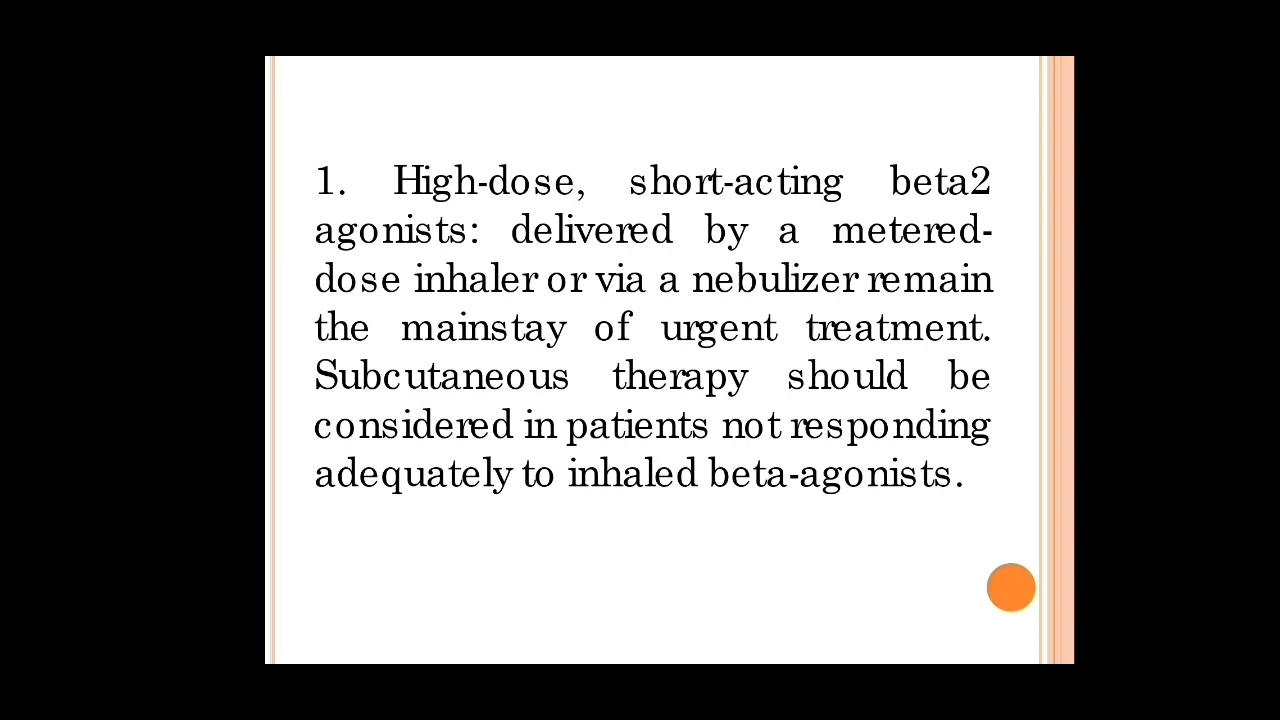 1. High-dose, short-acting beta2
agonists: delivered by a metered-
dose inhaler or via a nebulizer remain
the mainstay of urgent treatment.
Subcutaneous therapy should be
considered in patients not responding
adequately to inhaled beta-agonists.